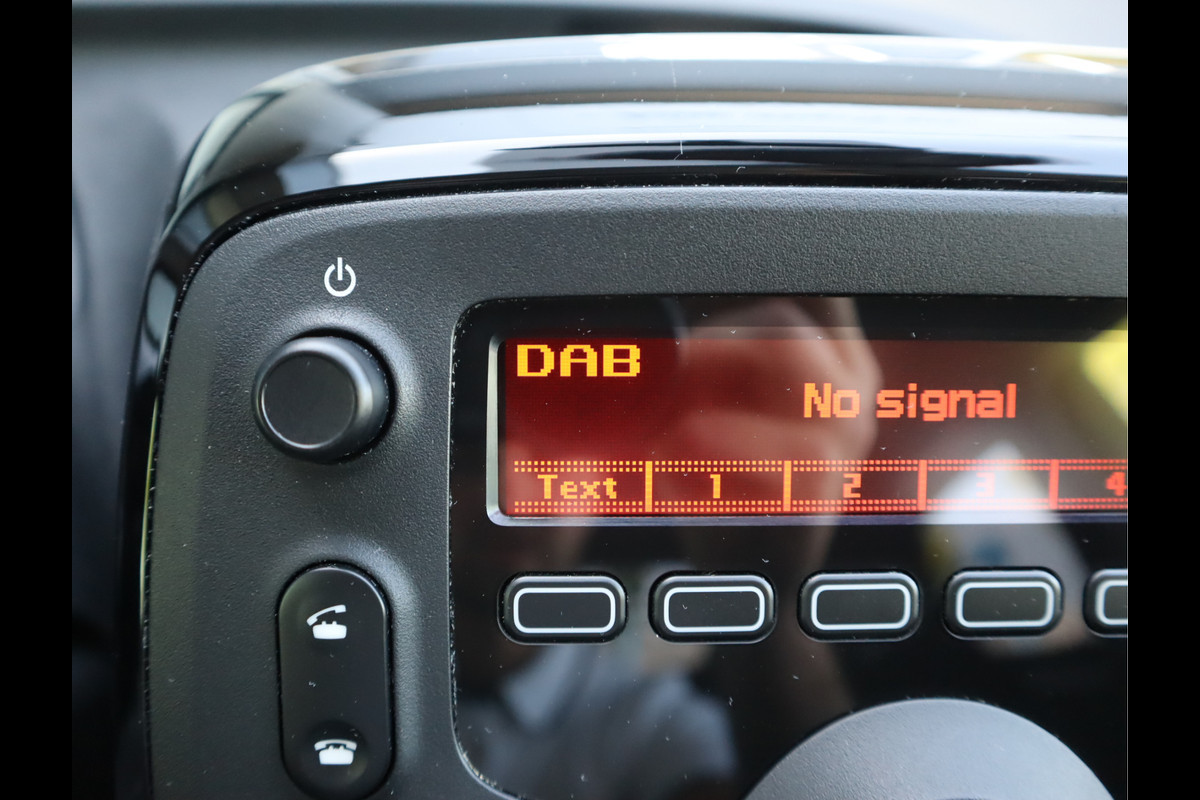 DAB
No signal
Text 1 2 3 4